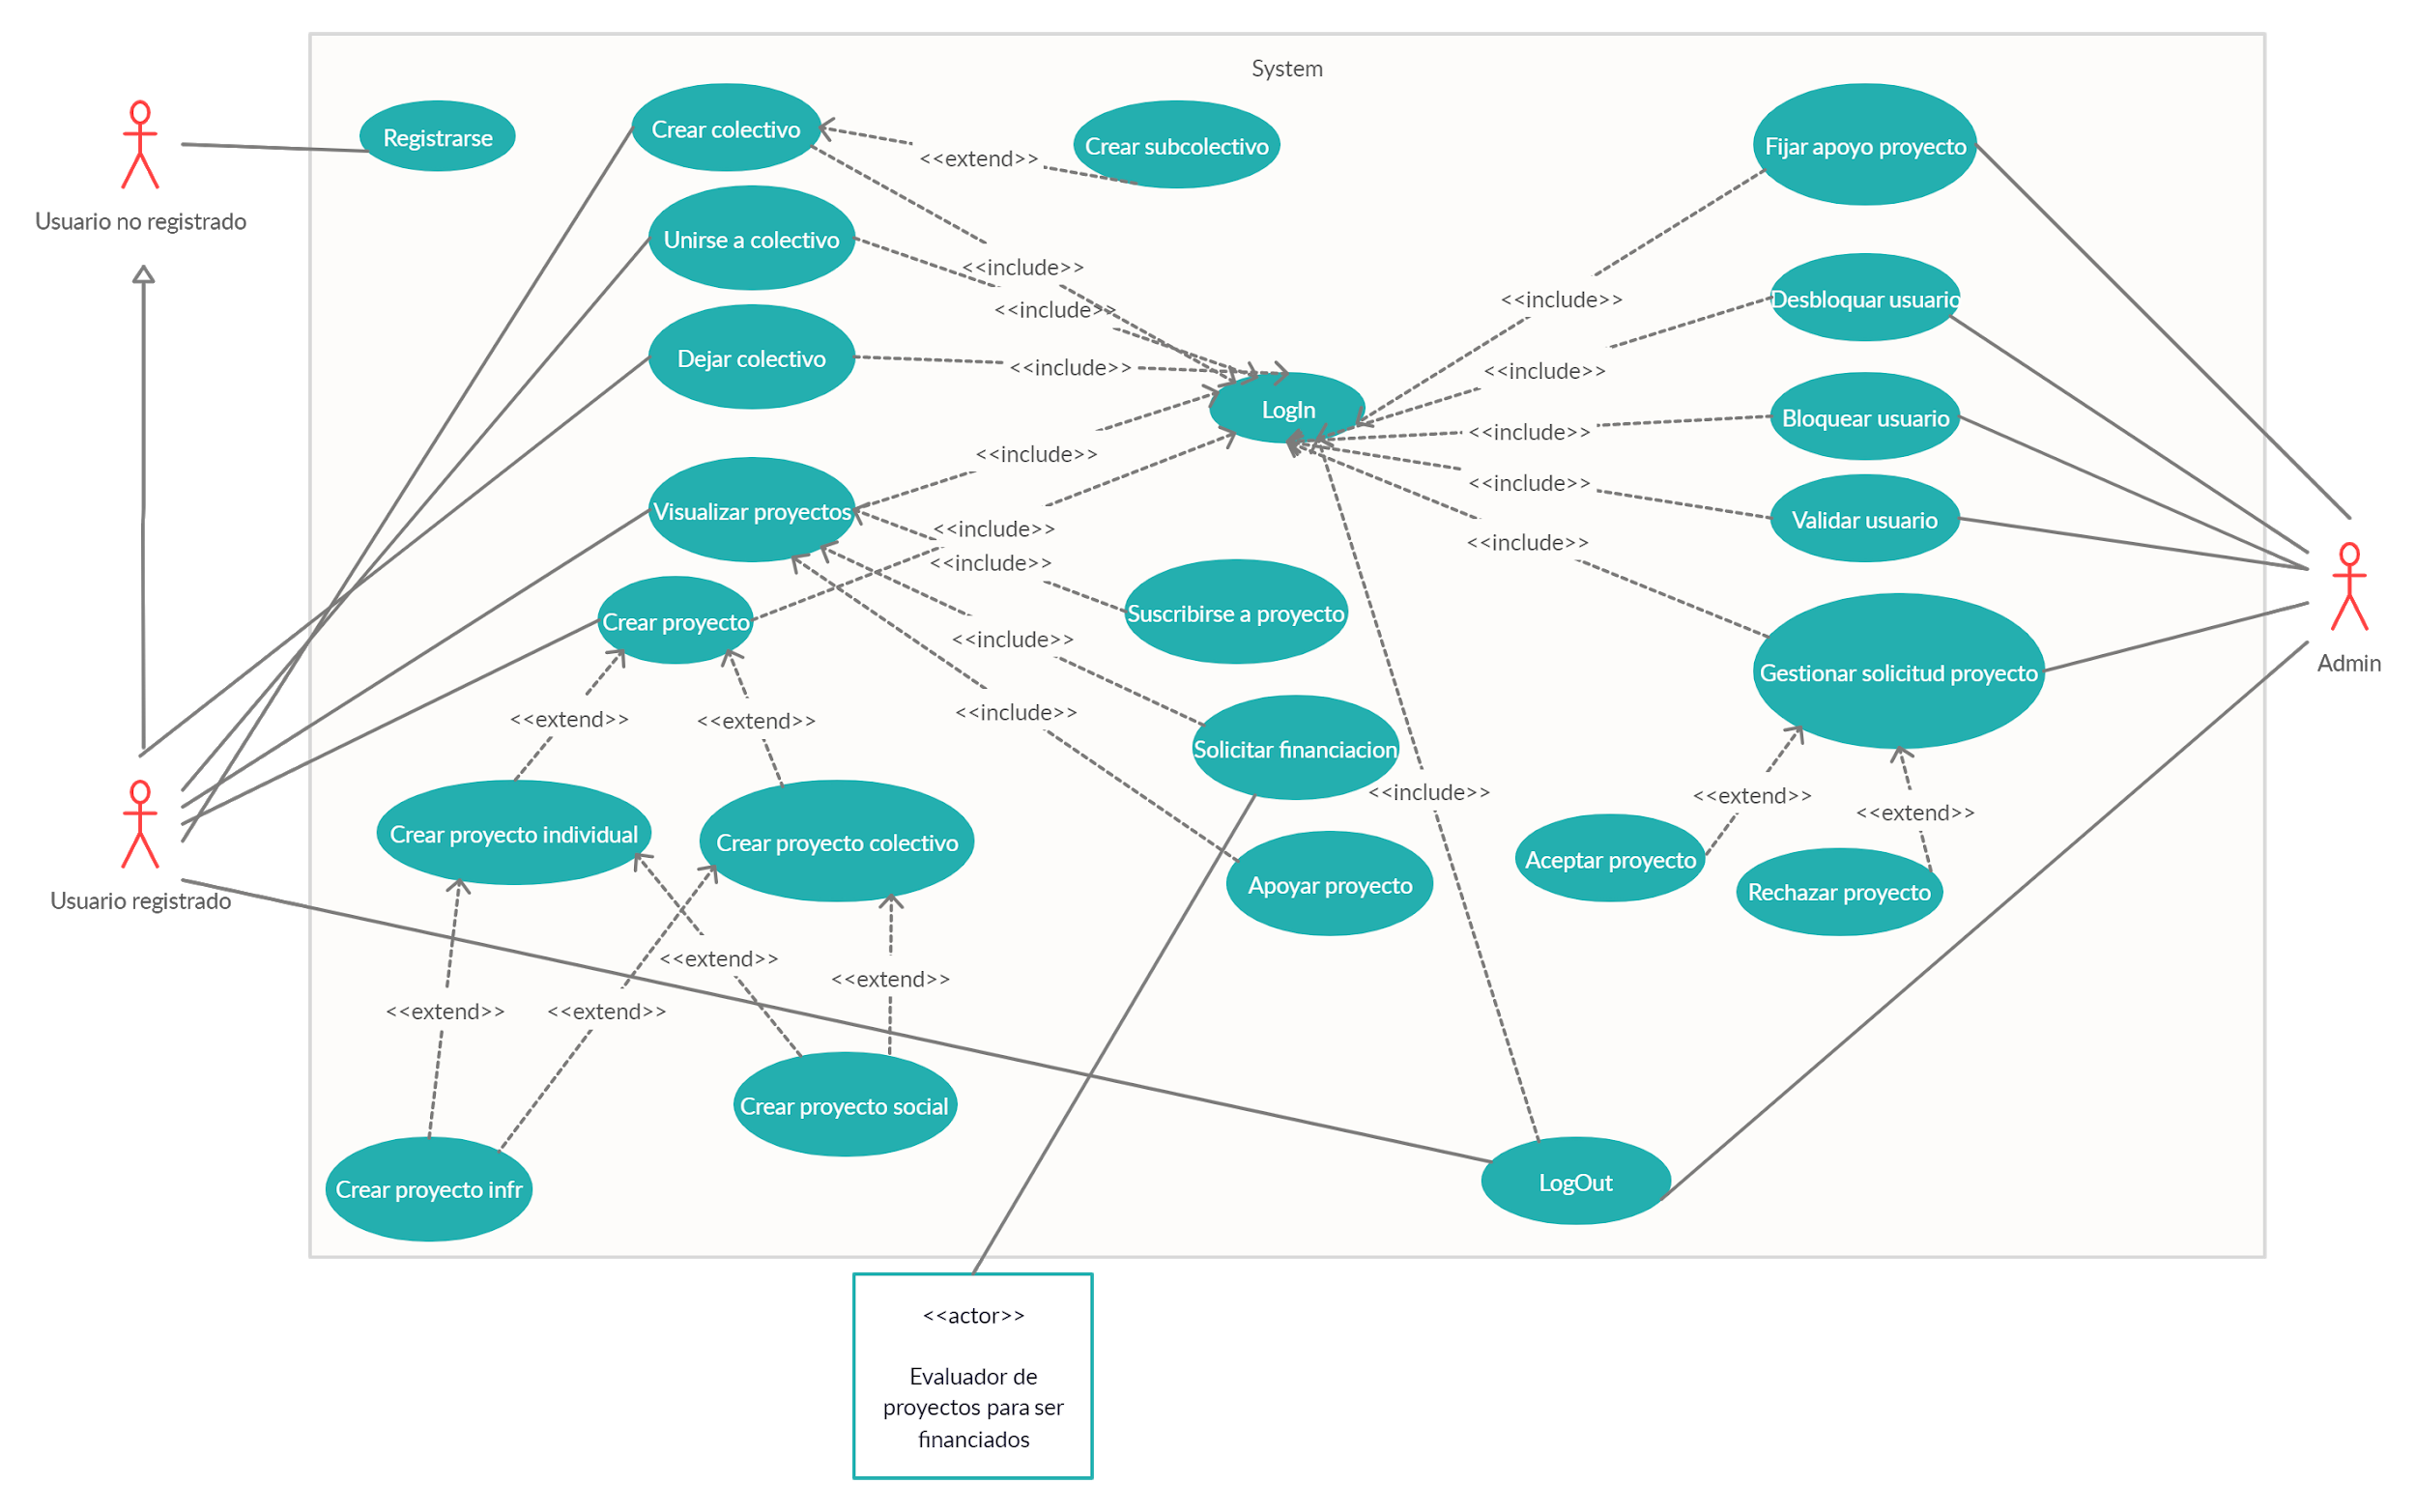 System
Registrarse
Crear colectivo
<<extend>>
Crear subcolectivo
Fijar apoyo proyecto
Usuario no registrado
Unirse a colectivo
<<include>>
<<include>>
<<include>>
Desbloquar usuario
Dejar colectivo
<<include>>
<<include>>
LogIn
Bloquear usuario
<<include>>
<<include>>
<<include>>
Visualizar proyectos
Validar usuario
<<include>>
<<include>>
<<include>>
Crear proyecto
Suscribirse a proyecto
<<include>>
Gestionar solicitud proyecto
Admin
<<extend>>
<<extend>>
<<include>>
Solicitar financiacion
<<include>>
<<extend>>
<<extend>>
Crear proyecto individual
Crear proyecto colectivo
Aceptar proyecto
Apoyar proyecto
Rechazar proyecto
Usuario registrado
<<extend>>
<<extend>>
<<extend>>
<<extend>>
Crear proyecto social
Crear proyecto infr
LogOut
<<actor>>
Evaluador de
proyectos para ser
financiados